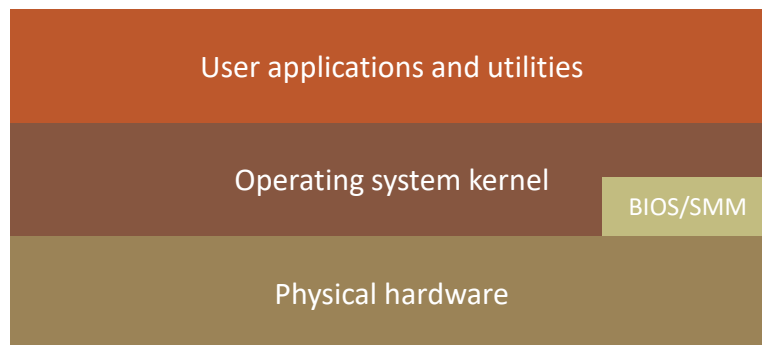 User applications and utilities
Operating system kernel
BIOS/SMM
Physical hardware